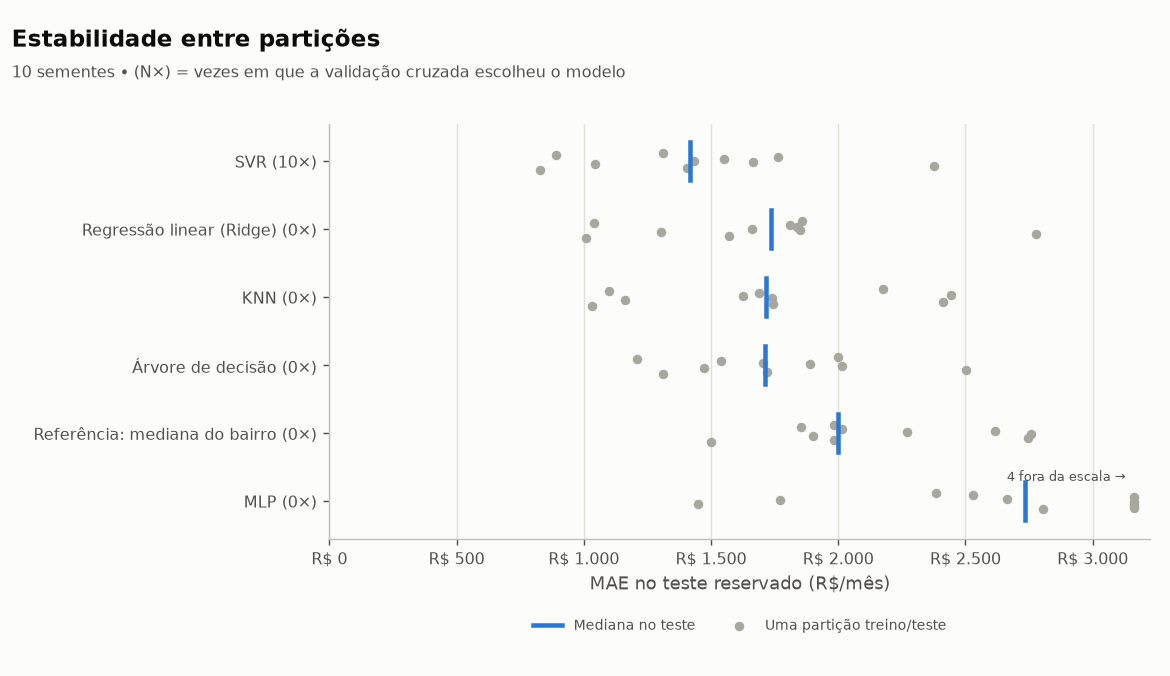 Estabilidade entre partições
10 sementes • (N×) = vezes em que a validação cruzada escolheu o modelo
SVR (10×)
Regressão linear (Ridge) (0×)
KNN (0×)
Árvore de decisão (0×)
Referência: mediana do bairro (0×)
4 fora da escala →
MLP (0×)
R$ 0 R$ 500 R$ 1.000 R$ 1.500 R$ 2.000 R$ 2.500 R$ 3.000
MAE no teste reservado (R$/mês)
Mediana no teste Uma partição treino/teste